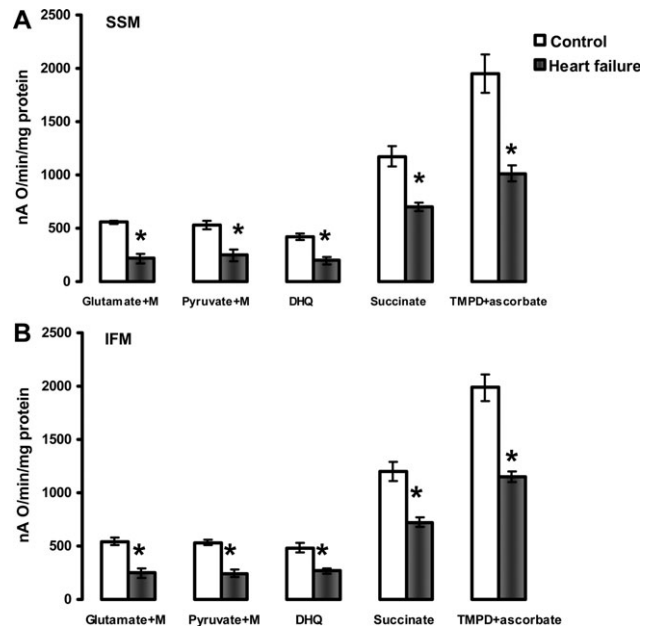 A
SSM
Control
Heart failure
nA O/min/mg protein
2500
2000
1500
1000
500
0
* * * * *
Glutamate+M Pyruvate+M DHQ Succinate TMPD+ascorbate
B
IFM
nA O/min/mg protein
2500
2000
1500
1000
500
0
* * * * *
Glutamate+M Pyruvate+M DHQ Succinate TMPD+ascorbate